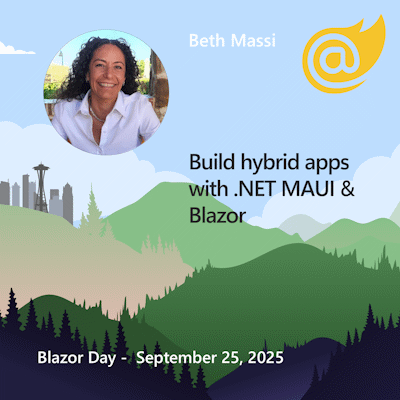 Beth Massi
@
Build hybrid apps
with .NET MAUI &
Blazor
Blazor Day - September 25, 2025